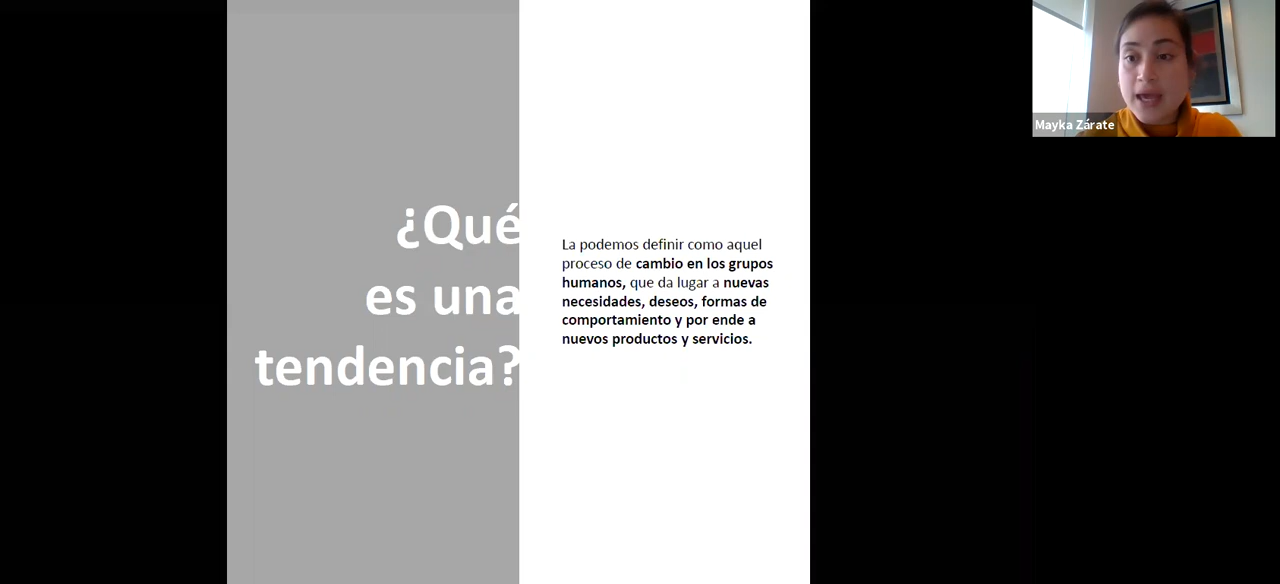 ¿Qué
es una
tendencia?
La podemos definir como aquel
proceso de cambio en los grupos
humanos, que da lugar a nuevas
necesidades, deseos, formas de
comportamiento y por ende a
nuevos productos y servicios.
Mayka Zárate